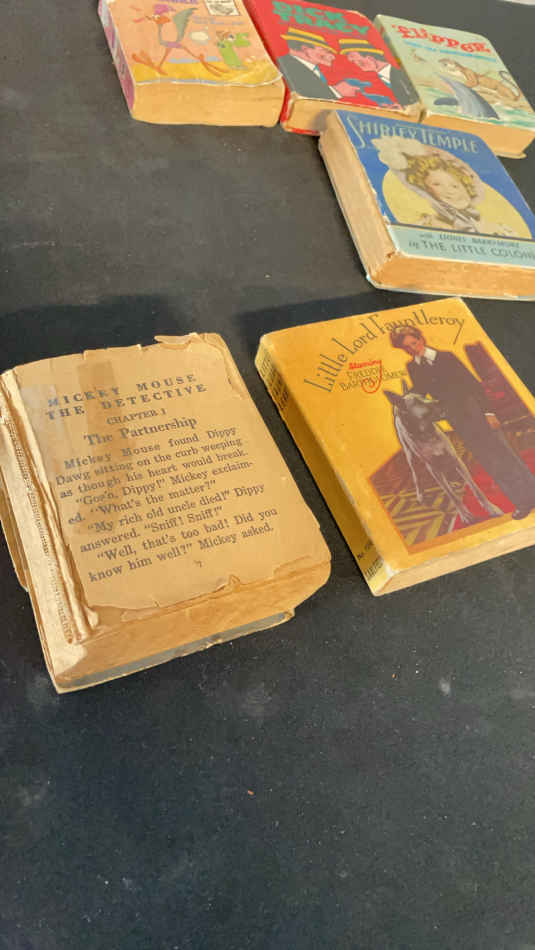 DICK
TRACY
FLIPPER
SHIRLEY TEMPLE
with LIONEL BARRYMORE
in THE LITTLE COLONE
Little Lord Fauntleroy
Starring
FREDDIE
BARTHOLOMEW
MICKEY MOUSE
THE DETECTIVE
CHAPTER I
The Partnership
Mickey Mouse found Dippy
Dawg sitting on the curb weeping
as though his heart would break.
"Gos'n, Dippy!" Mickey exclaim-
ed. "What's the matter?"
"My rich old uncle died!" Dippy
answered. "Sniff! Sniff!"
"Well, that's too bad! Did you
know him well?" Mickey asked.
7